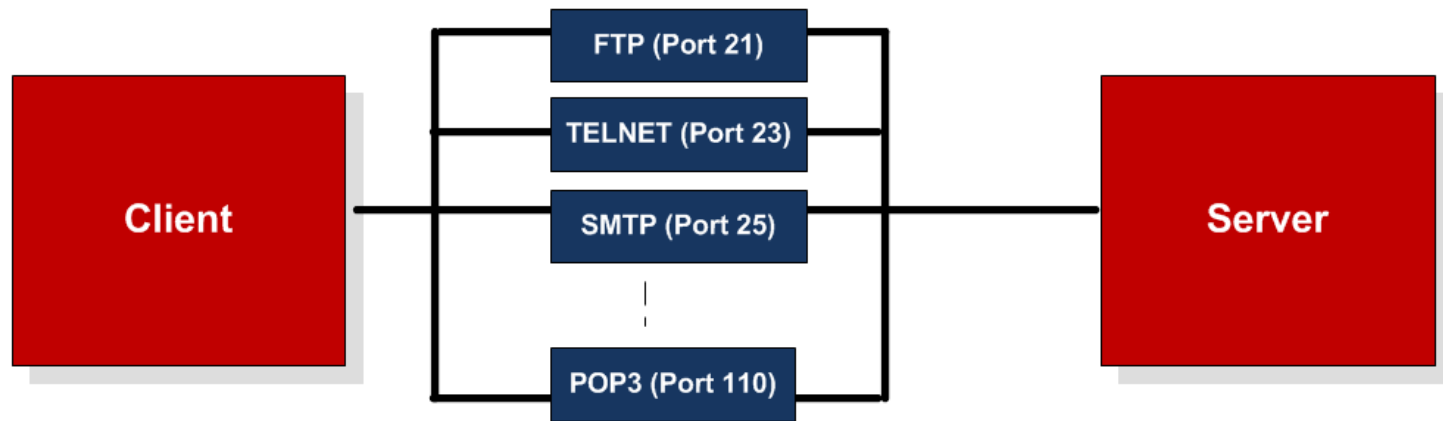 FTP (Port 21)
TELNET (Port 23)
Client
SMTP (Port 25)
Server
POP3 (Port 110)